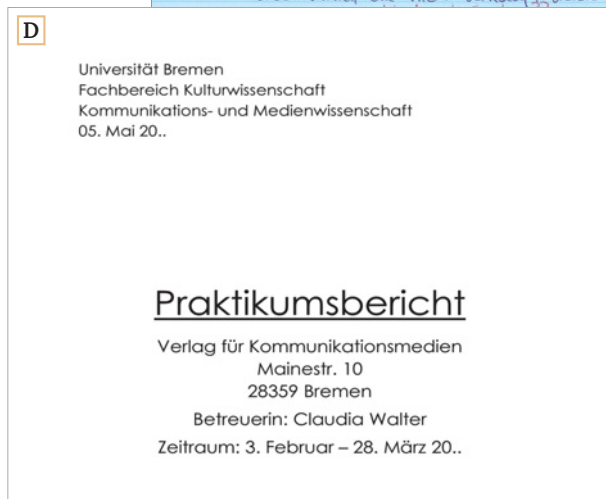 D
Universität Bremen
Fachbereich Kulturwissenschaft
Kommunikations- und Medienwissenschaft
05. Mai 20..
Praktikumsbericht
Verlag für Kommunikationsmedien
Mainestr. 10
28359 Bremen
Betreuerin: Claudia Walter
Zeitraum: 3. Februar – 28. März 20..